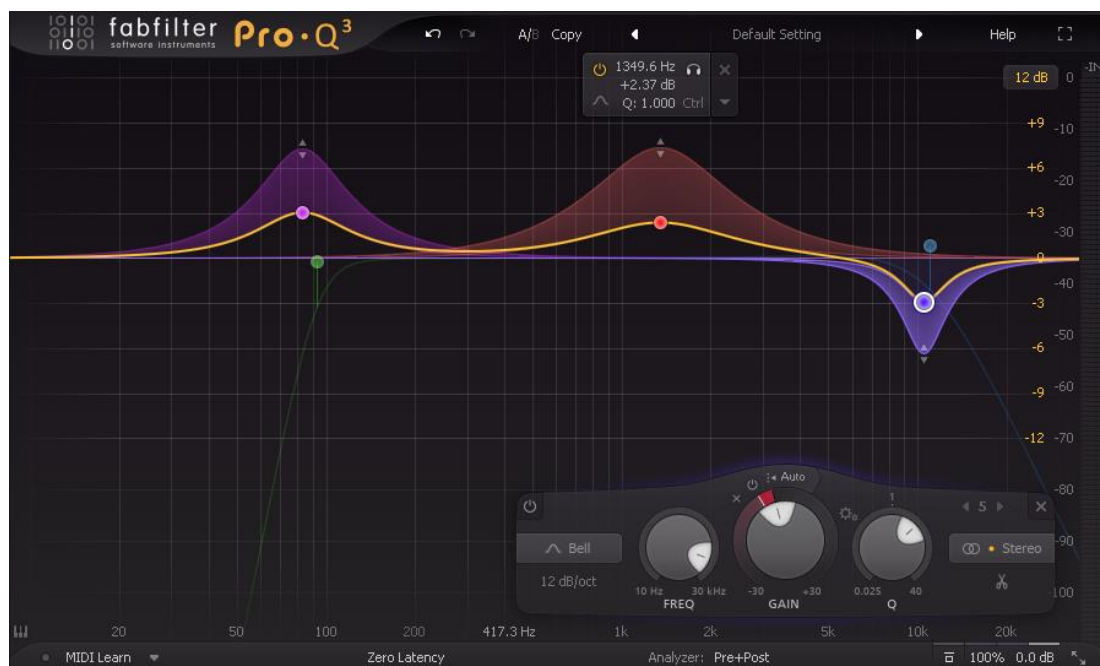 fabfilter
software instruments
Pro·Q³
A/B Copy
Default Setting
Help
1349.6 Hz
+2.37 dB
Q: 1.000 Ctrl
12 dB
0
-IN
+9
-10
+6
-20
+3
-30
0
-40
-3
-50
-6
-60
-9
-12
-70
-80
Auto
1
5
Bell
Stereo
-90
12 dB/oct
10 Hz 30 kHz
-30 +30
0.025 40
100
FREQ
GAIN
Q
20 50 100 200 417.3 Hz 1k 2k 5k 10k 20k
MIDI Learn
Zero Latency
Analyzer: Pre+Post
100% 0.0 dB